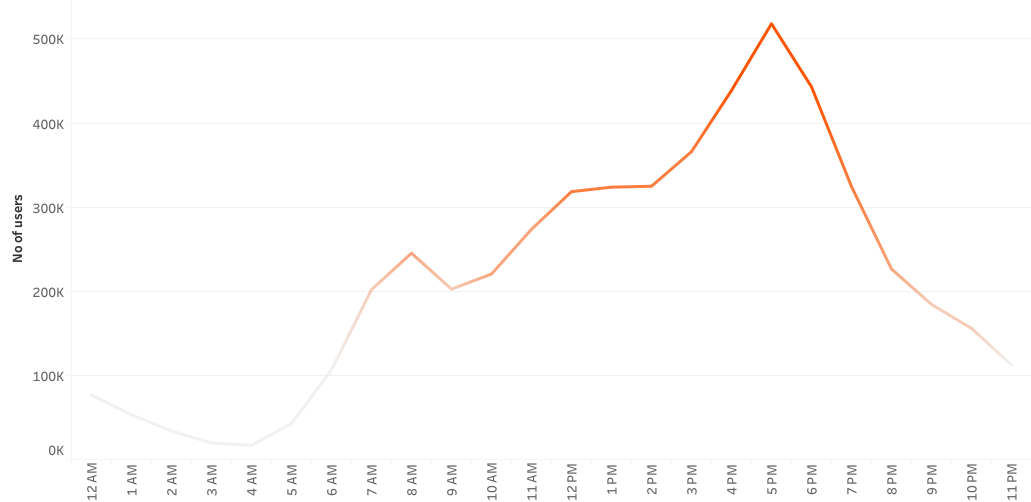 500K
400K
300K
200K
100K
0K
No of users
12 AM
1 AM
2 AM
3 AM
4 AM
5 AM
6 AM
7 AM
8 AM
9 AM
10 AM
11 AM
12 PM
1 PM
2 PM
3 PM
4 PM
5 PM
6 PM
7 PM
8 PM
9 PM
10 PM
11 PM